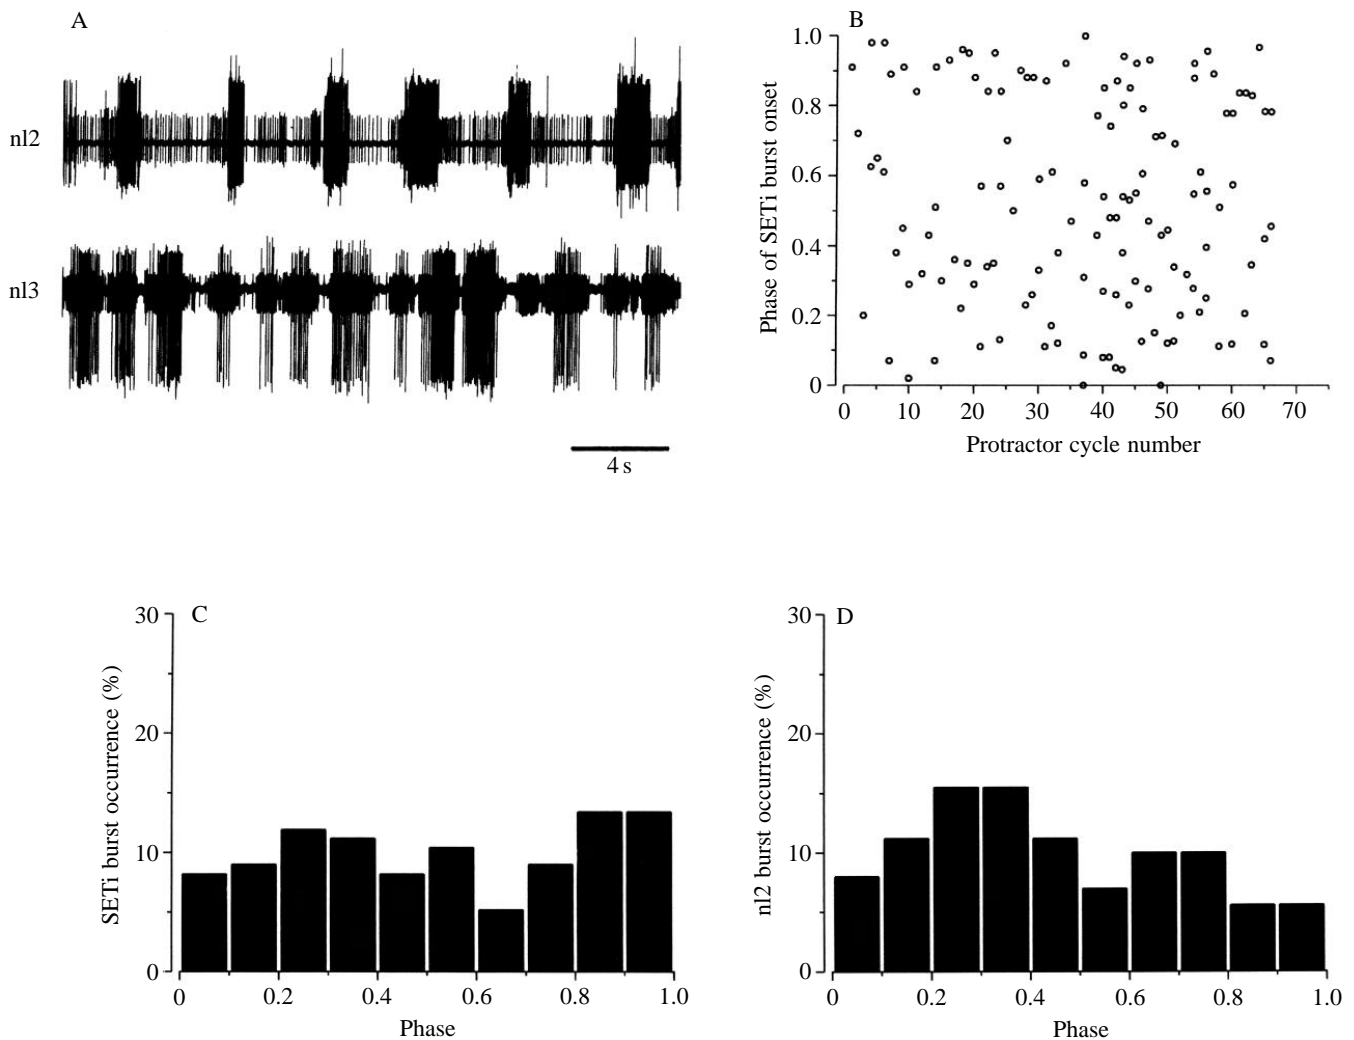 A
nl2
nl3
4 s
B
Phase of SETi burst onset
1.0
0.8
0.6
0.4
0.2
0
0 10 20 30 40 50 60 70
Protractor cycle number
C
SETi burst occurrence (%)
30
20
10
0
0 0.2 0.4 0.6 0.8 1.0
Phase
D
nl2 burst occurrence (%)
30
20
10
0
0 0.2 0.4 0.6 0.8 1.0
Phase